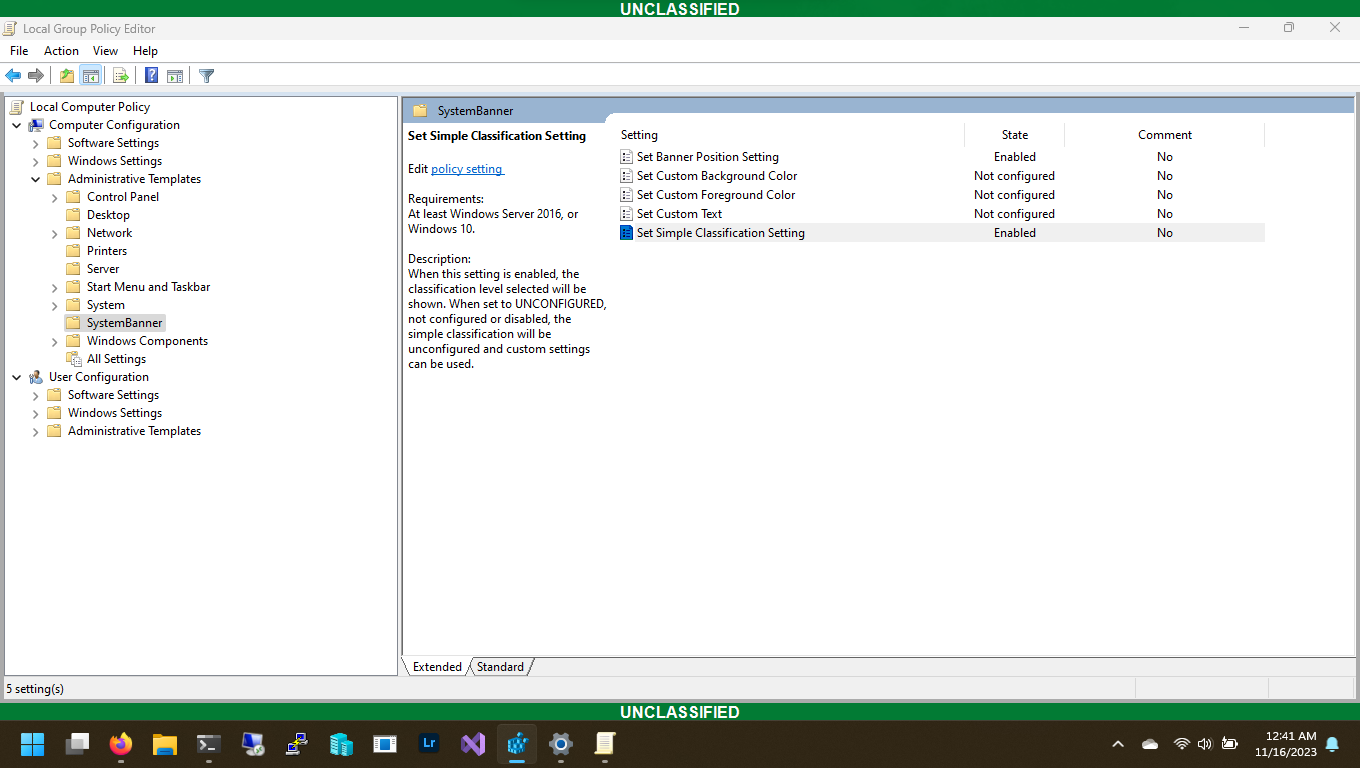 UNCLASSIFIED
Local Group Policy Editor
File Action View Help
Local Computer Policy
Computer Configuration
Software Settings
Windows Settings
Administrative Templates
Control Panel
Desktop
Network
Printers
Server
Start Menu and Taskbar
System
SystemBanner
Windows Components
All Settings
User Configuration
Software Settings
Windows Settings
Administrative Templates
SystemBanner
Set Simple Classification Setting
Edit policy setting
Requirements:
At least Windows Server 2016, or
Windows 10.
Description:
When this setting is enabled, the
classification level selected will be
shown. When set to UNCONFIGURED,
not configured or disabled, the
simple classification will be
unconfigured and custom settings
can be used.
Setting State Comment
Set Banner Position Setting Enabled No
Set Custom Background Color Not configured No
Set Custom Foreground Color Not configured No
Set Custom Text Not configured No
Set Simple Classification Setting Enabled No
Extended Standard
5 setting(s)
UNCLASSIFIED
Lr
12:41 AM
11/16/2023